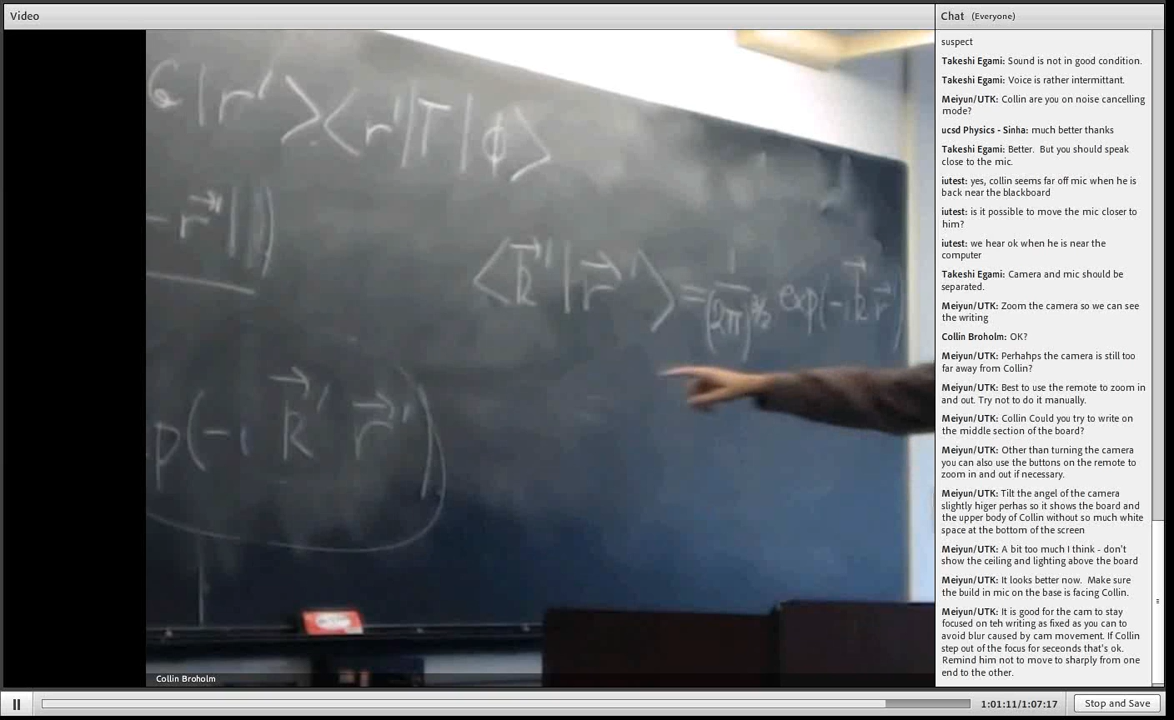 Video
G | r' > < r' | T | ϕ >
- r⃗'' | | )
< k⃗' | r⃗' > = 1 / (2π)^3/2 exp(-i k⃗ r⃗)
p(-i k⃗' r⃗'')
Collin Broholm
Chat (Everyone)
suspect
Takeshi Egami: Sound is not in good condition.
Takeshi Egami: Voice is rather intermittant.
Meiyun/UTK: Collin are you on noise cancelling
mode?
ucsd Physics - Sinha: much better thanks
Takeshi Egami: Better. But you should speak
close to the mic.
iutest: yes, collin seems far off mic when he is
back near the blackboard
iutest: is it possible to move the mic closer to
him?
iutest: we hear ok when he is near the
computer
Takeshi Egami: Camera and mic should be
separated.
Meiyun/UTK: Zoom the camera so we can see
the writing
Collin Broholm: OK?
Meiyun/UTK: Perhahps the camera is still too
far away from Collin?
Meiyun/UTK: Best to use the remote to zoom in
and out. Try not to do it manually.
Meiyun/UTK: Collin Could you try to write on
the middle section of the board?
Meiyun/UTK: Other than turning the camera
you can also use the buttons on the remote to
zoom in and out if necessary.
Meiyun/UTK: Tilt the angel of the camera
slightly higer perhas so it shows the board and
the upper body of Collin without so much white
space at the bottom of the screen
Meiyun/UTK: A bit too much I think - don't
show the ceiling and lighting above the board
Meiyun/UTK: It looks better now. Make sure
the build in mic on the base is facing Collin.
Meiyun/UTK: It is good for the cam to stay
focused on teh writing as fixed as you can to
avoid blur caused by cam movement. If Collin
step out of the focus for seceonds that's ok.
Remind him not to move to sharply from one
end to the other.
1:01:11/1:07:17
Stop and Save